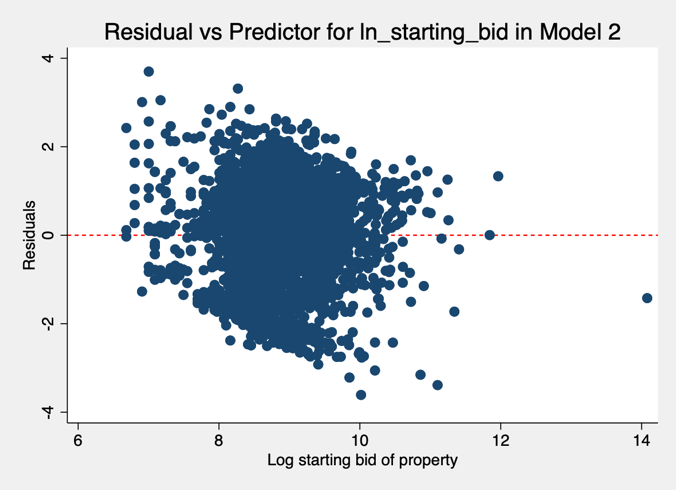 Residual vs Predictor for ln_starting_bid in Model 2
4
2
0
-2
-4
Residuals
6 8 10 12 14
Log starting bid of property